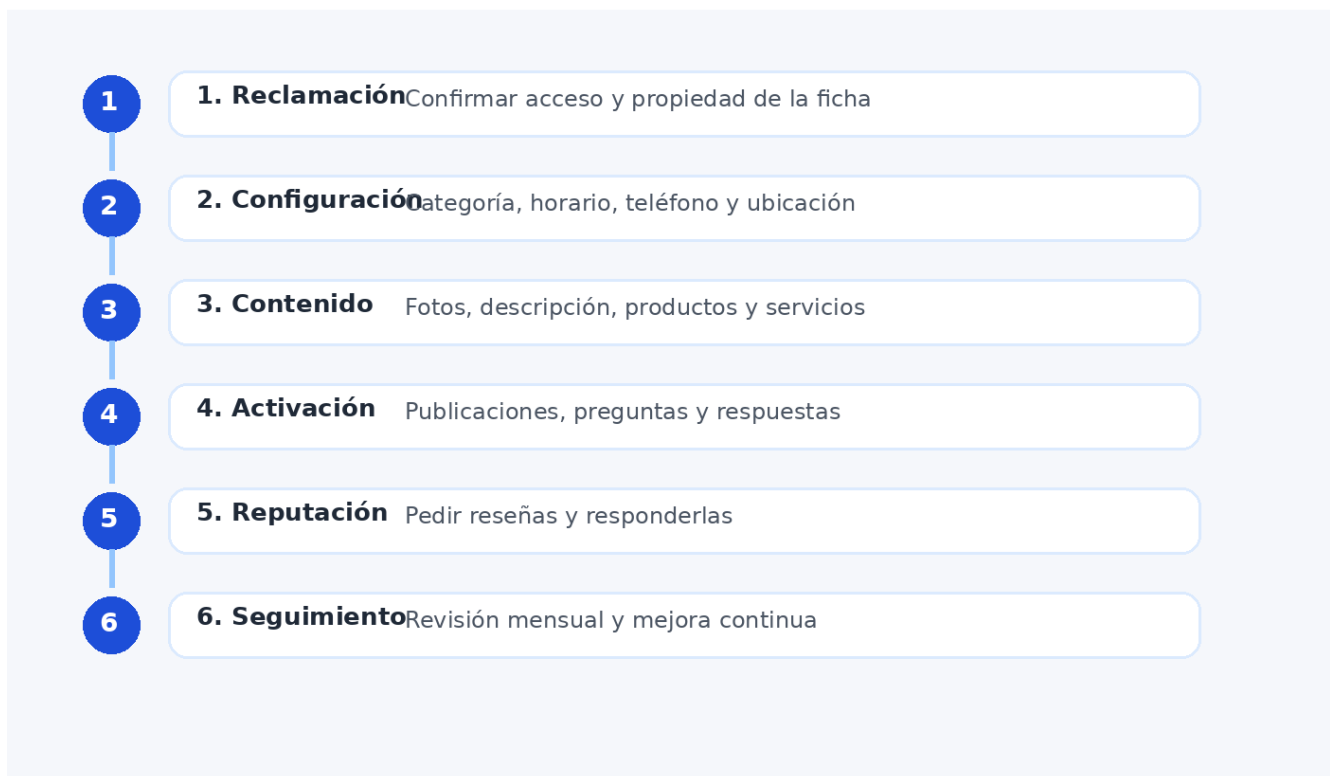 1
1. Reclamación Confirmar acceso y propiedad de la ficha
2
2. Configuración Categoría, horario, teléfono y ubicación
3
3. Contenido Fotos, descripción, productos y servicios
4
4. Activación Publicaciones, preguntas y respuestas
5
5. Reputación Pedir reseñas y responderlas
6
6. Seguimiento Revisión mensual y mejora continua